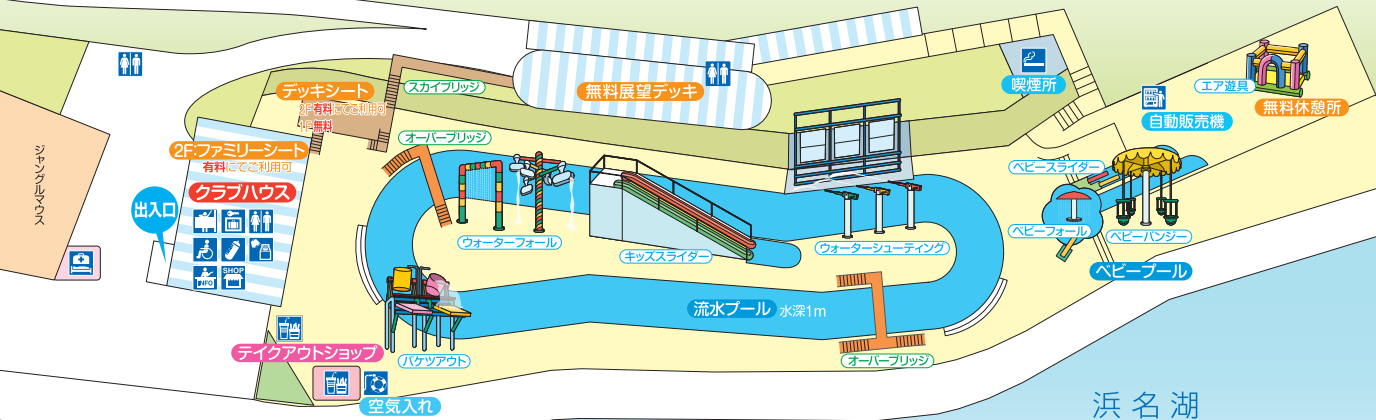 デッキシート
2F:有料にてご利用可
1F:無料
スカイブリッジ
無料展望デッキ
喫煙所
エア遊具
無料休憩所
自動販売機
オーバーブリッジ
2F:ファミリーシート
有料にてご利用可
クラブハウス
ジャングルマウス
出入口
INFO
SHOP
ウォーターフォール
キッズスライダー
ウォーターシューティング
ベビースライダー
ベビーフォール
ベビーバンジー
ベビープール
流水プール 水深1m
バケツアウト
オーバーブリッジ
テイクアウトショップ
空気入れ
浜名湖